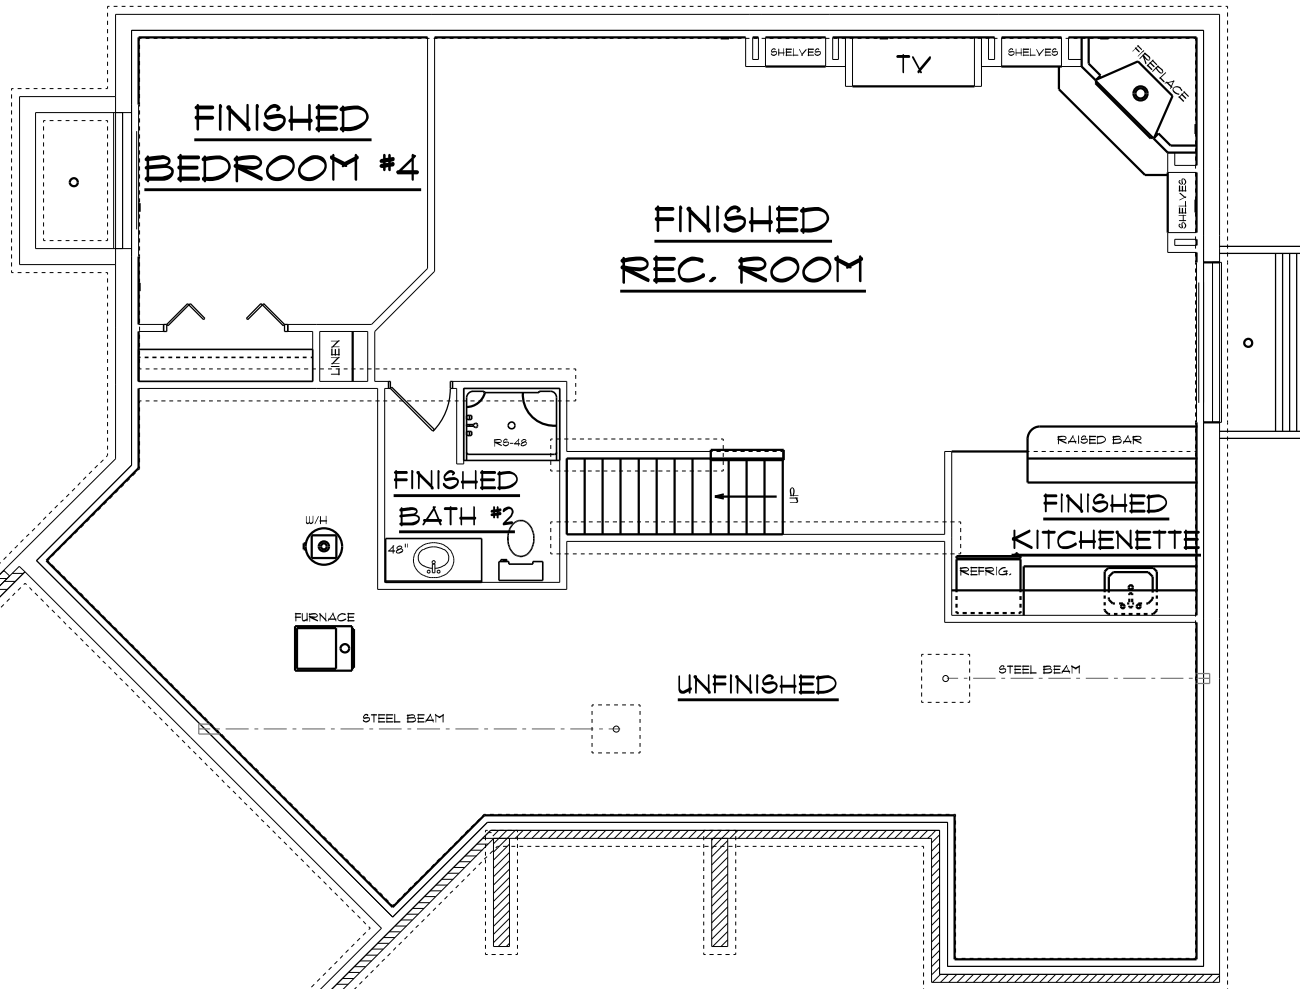 SHELVES
TV
SHELVES
FIREPLACE
FINISHED
BEDROOM #4
SHELVES
FINISHED
REC. ROOM
LINEN
RS-48
RAISED BAR
FINISHED
BATH #2
UP
FINISHED
KITCHENETTE
W/H
48"
REFRIG.
FURNACE
UNFINISHED
STEEL BEAM
STEEL BEAM